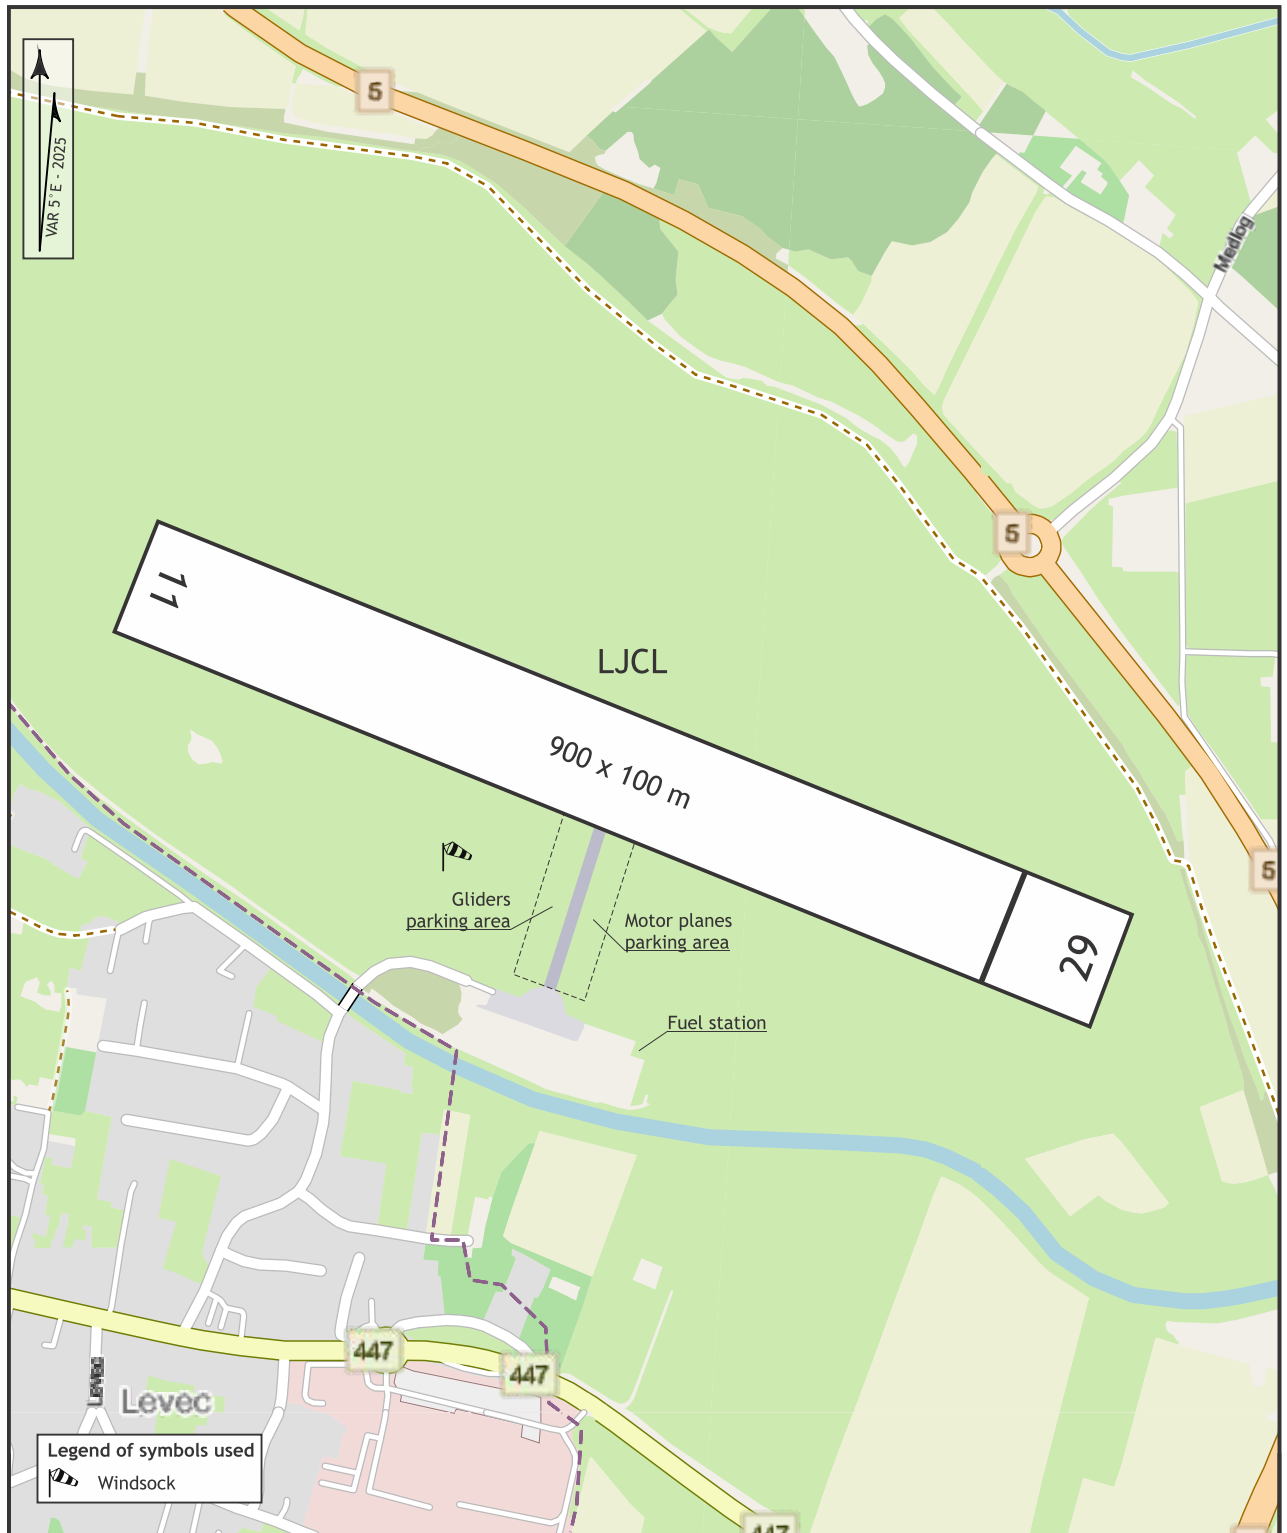 5
VAR 5°E - 2025
Medlog
5
11
LJCL
900 x 100 m
5
Gliders
parking area
Motor planes
parking area
29
Fuel station
447
447
Levec
Legend of symbols used
Windsock
447